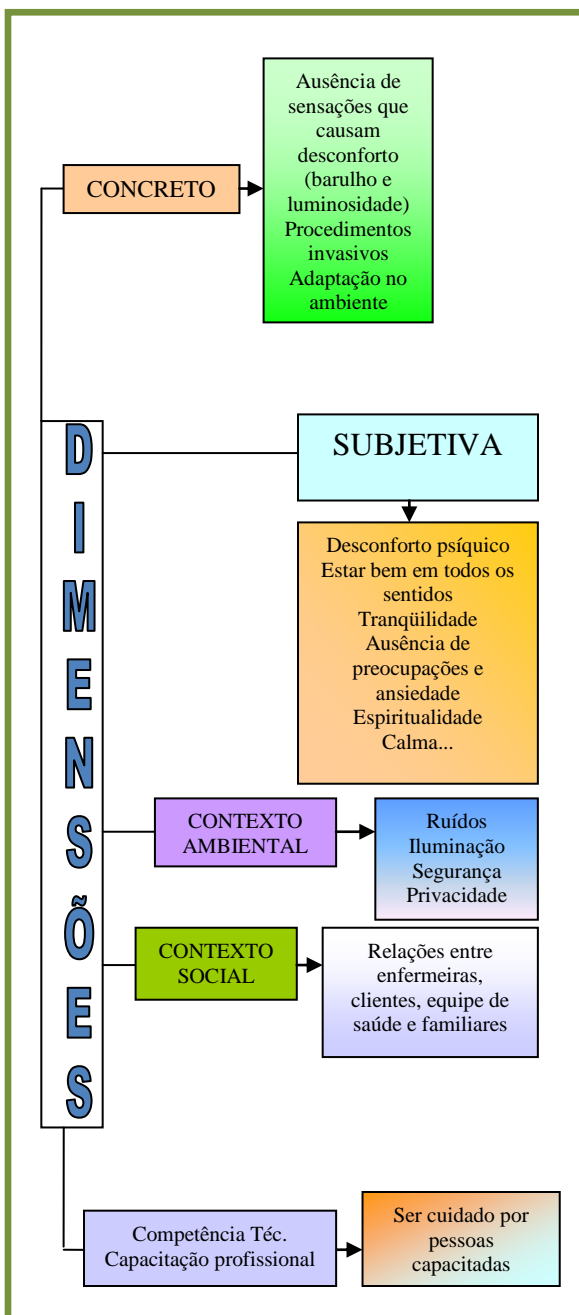 Ausência de
sensações que
causam
desconforto
(barulho e
luminosidade)
Procedimentos
invasivos
Adaptação no
ambiente
CONCRETO
DIMENSÕES
SUBJETIVA
Desconforto psíquico
Estar bem em todos os
sentidos
Tranqüilidade
Ausência de
preocupações e
ansiedade
Espiritualidade
Calma...
CONTEXTO
AMBIENTAL
Ruídos
Iluminação
Segurança
Privacidade
CONTEXTO
SOCIAL
Relações entre
enfermeiras,
clientes, equipe de
saúde e familiares
Competência Téc.
Capacitação profissional
Ser cuidado por
pessoas
capacitadas